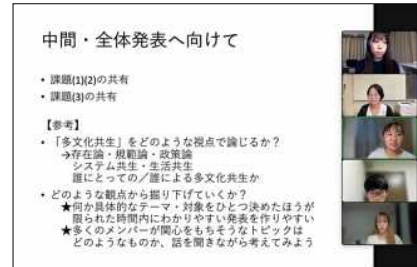 中間・全体発表へ向けて
• 課題(1)(2)の共有
• 課題(3)の共有
【参考】
• 「多文化共生」をどのような視点で論じるか？
→存在論・規範論・政策論
システム共生・生活共生
誰にとっての／誰による多文化共生か
• どのような観点から掘り下げていくか？
★何か具体的なテーマ・対象をひとつ決めたほうが
限られた時間内にわかりやすい発表を作りやすい
★多くのメンバーが関心をもちそうなトピックは
どのようなものか、話を聞きながら考えてみよう